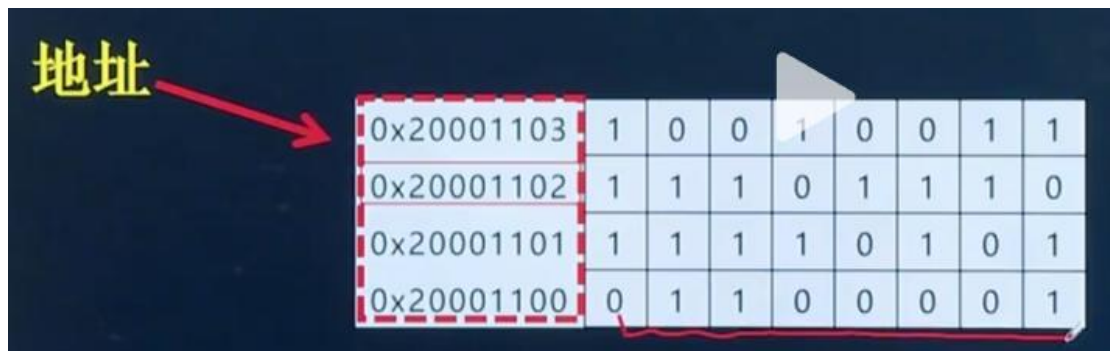 地址
0x20001103 1 0 0 1 0 0 1 1
0x20001102 1 1 1 0 1 1 1 0
0x20001101 1 1 1 1 0 1 0 1
0x20001100 0 1 1 0 0 0 0 1